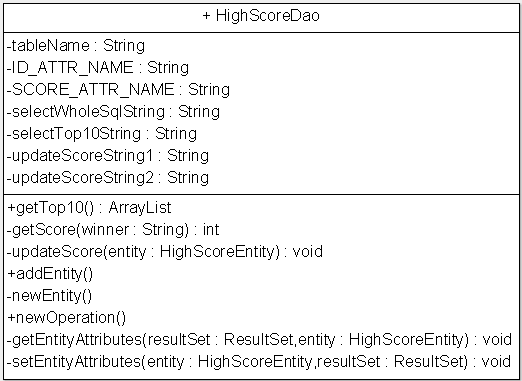 + HighScoreDao
-tableName : String
-ID_ATTR_NAME : String
-SCORE_ATTR_NAME : String
-selectWholeSqlString : String
-selectTop10String : String
-updateScoreString1 : String
-updateScoreString2 : String
+getTop10() : ArrayList
-getScore(winner : String) : int
-updateScore(entity : HighScoreEntity) : void
+addEntity()
-newEntity()
+newOperation()
-getEntityAttributes(resultSet : ResultSet,entity : HighScoreEntity) : void
-setEntityAttributes(entity : HighScoreEntity,resultSet : ResultSet) : void